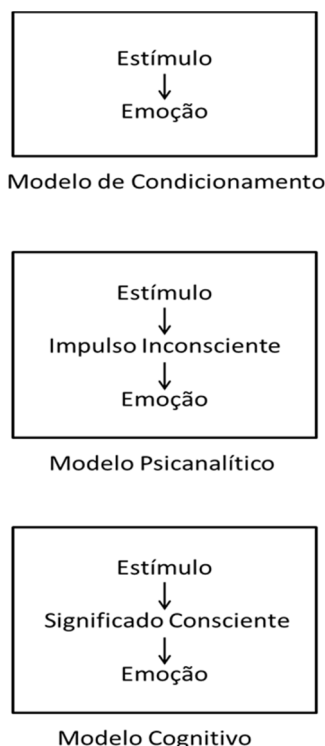 Estímulo
Emoção
Modelo de Condicionamento
Estímulo
Impulso Inconsciente
Emoção
Modelo Psicanalítico
Estímulo
Significado Consciente
Emoção
Modelo Cognitivo